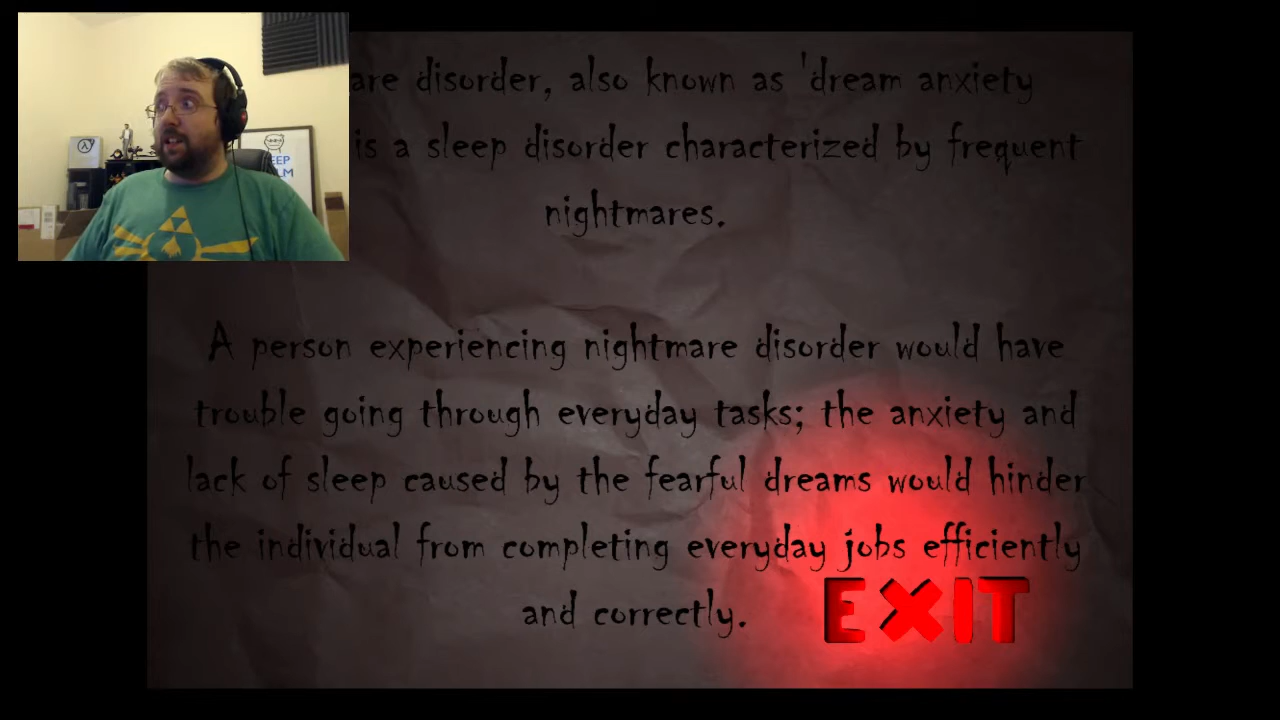 are disorder, also known as 'dream anxiety
is a sleep disorder characterized by frequent
nightmares.
A person experiencing nightmare disorder would have
trouble going through everyday tasks; the anxiety and
lack of sleep caused by the fearful dreams would hinder
the individual from completing everyday jobs efficiently
and correctly.
EXIT
EEP
LM